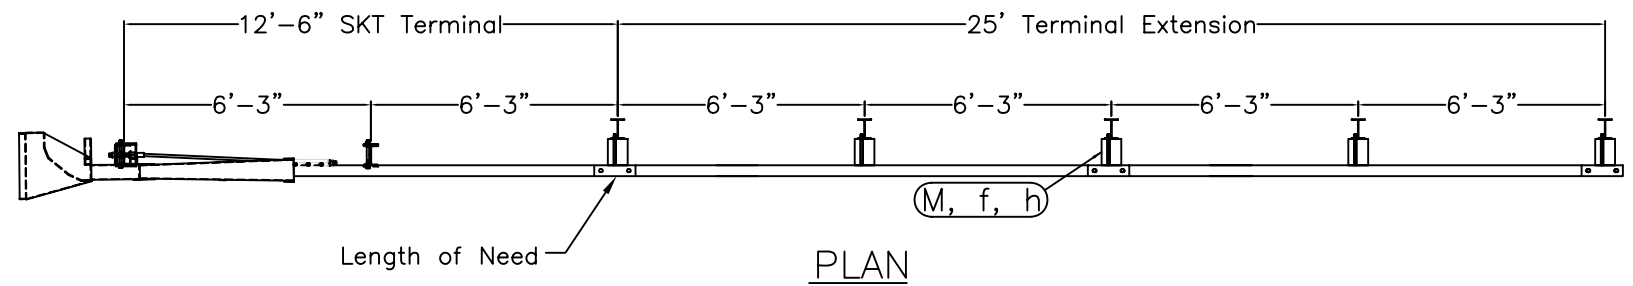 12’-6” SKT Terminal
25’ Terminal Extension
6’-3” 6’-3” 6’-3” 6’-3” 6’-3” 6’-3”
M, f, h
Length of Need
PLAN